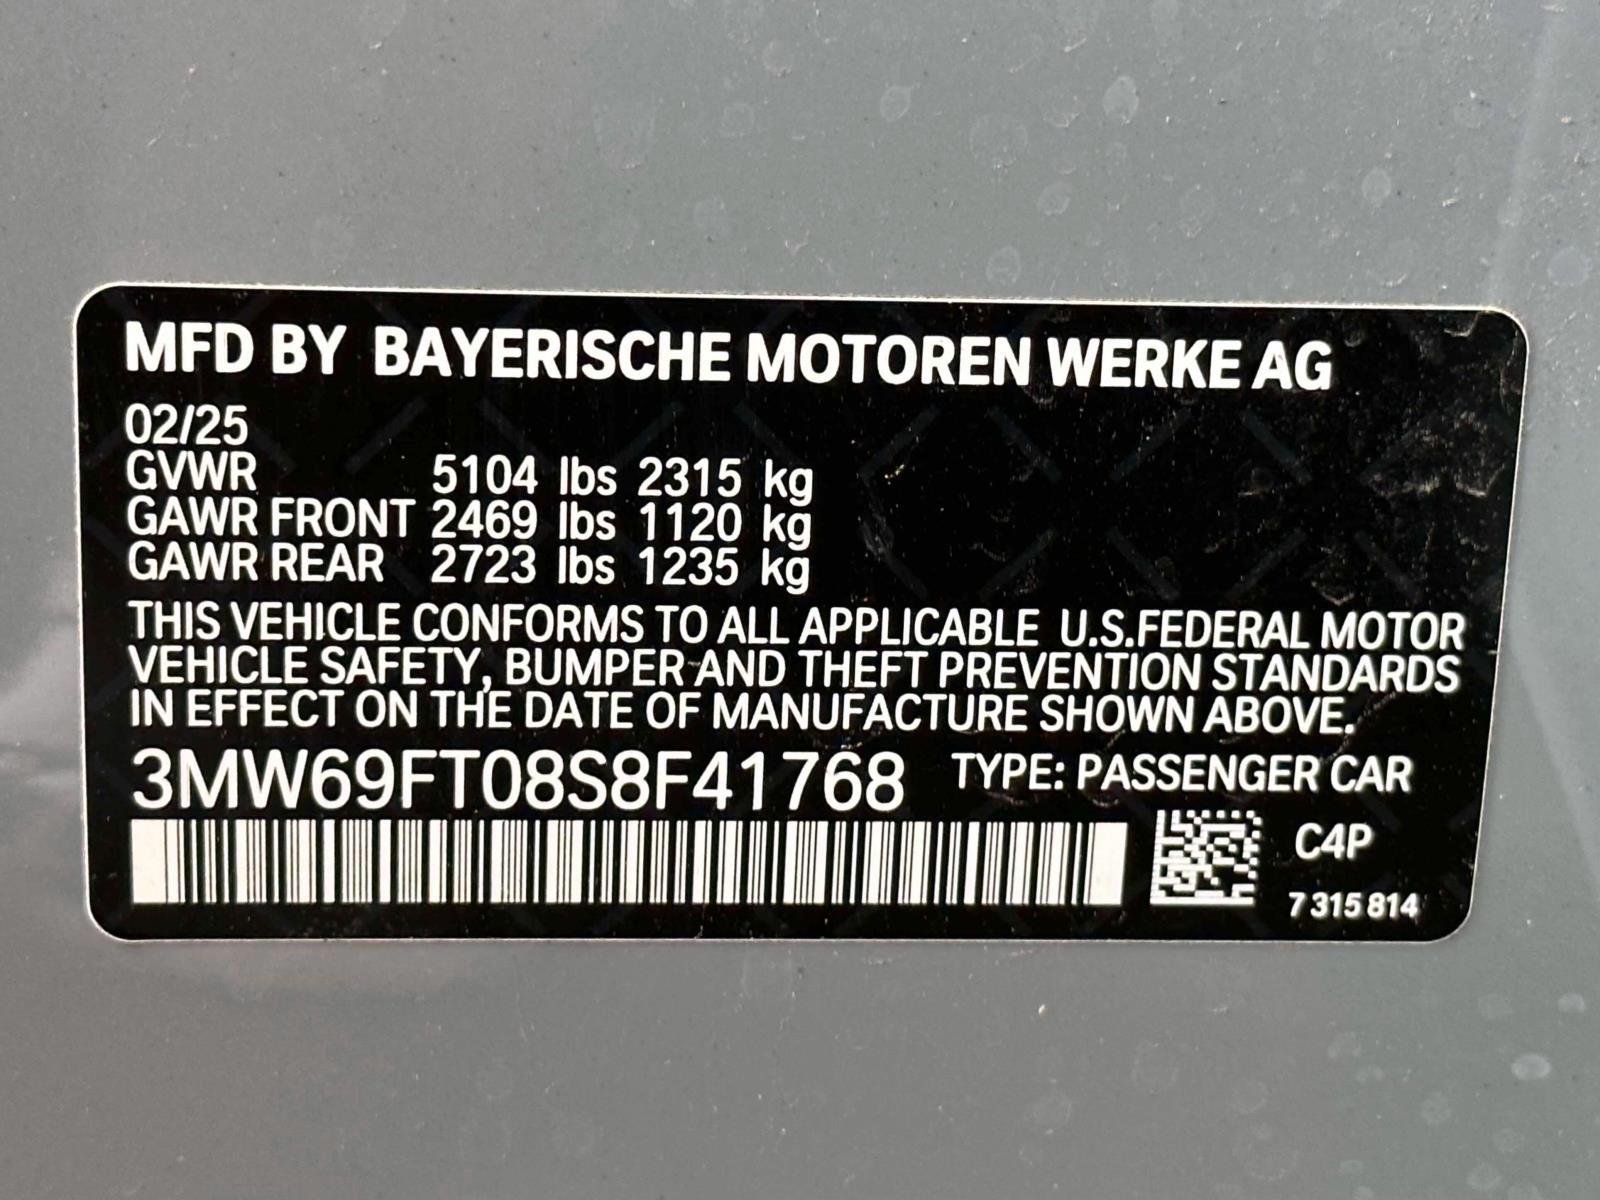 MFD BY BAYERISCHE MOTOREN WERKE AG
02/25
GVWR 5104 lbs 2315 kg
GAWR FRONT 2469 lbs 1120 kg
GAWR REAR 2723 lbs 1235 kg
THIS VEHICLE CONFORMS TO ALL APPLICABLE U.S.FEDERAL MOTOR
VEHICLE SAFETY, BUMPER AND THEFT PREVENTION STANDARDS
IN EFFECT ON THE DATE OF MANUFACTURE SHOWN ABOVE.
3MW69FT08S8F41768 TYPE: PASSENGER CAR
C4P
7 315 814